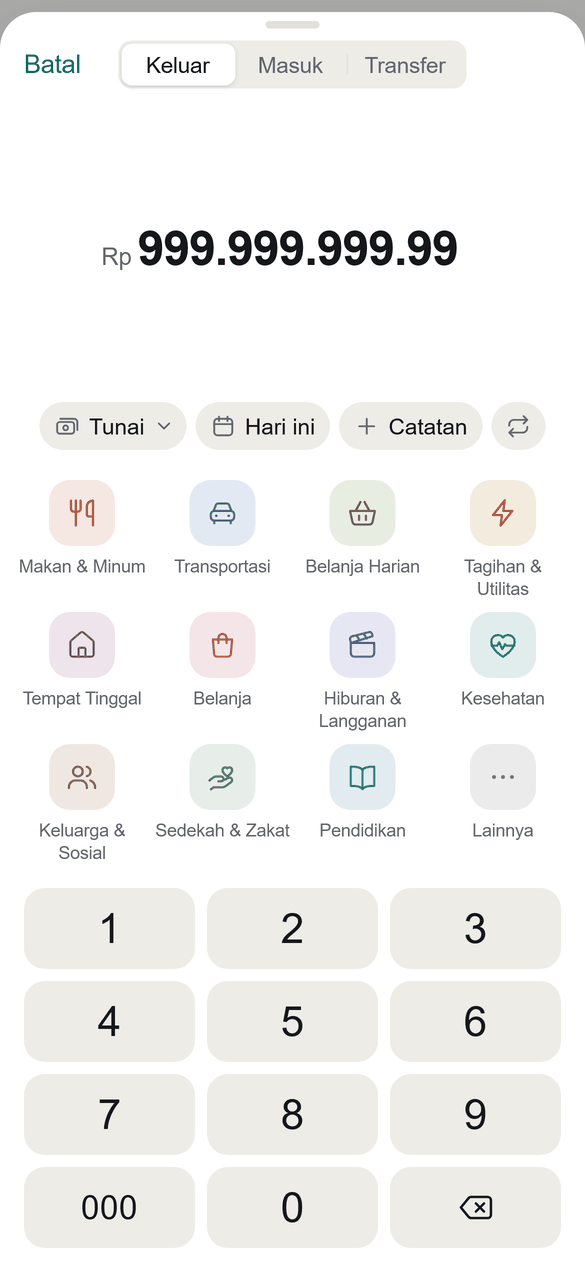 Batal
Keluar
Masuk
Transfer
Rp 999.999.999.99
Tunai
Hari ini
Catatan
Makan & Minum
Transportasi
Belanja Harian
Tagihan &
Utilitas
Tempat Tinggal
Belanja
Hiburan &
Langganan
Kesehatan
Keluarga &
Sosial
Sedekah & Zakat
Pendidikan
Lainnya
1
2
3
4
5
6
7
8
9
000
0